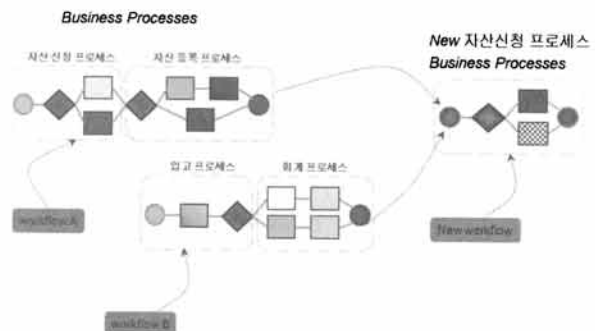 Business Processes
자산 신청 프로세스
자산 등록 프로세스
New 자산신청 프로세스
Business Processes
입고 프로세스
회계 프로세스
workflow A
New workflow
workflow B